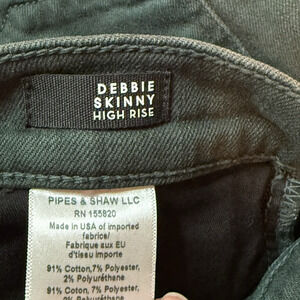 DEBBIE
SKINNY
HIGH RISE
PIPES & SHAW LLC
RN 155820
Made in USA of imported
fabrics/
Fabrique aux EU
d'tissu importe
91% Cotton,7% Polyester,
2% Polyurethane
91% Coton, 7% Polyester,